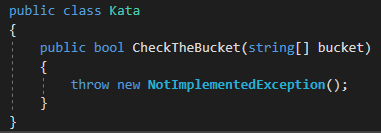 public class Kata
{
public bool CheckTheBucket(string[] bucket)
{
throw new NotImplementedException();
}
}